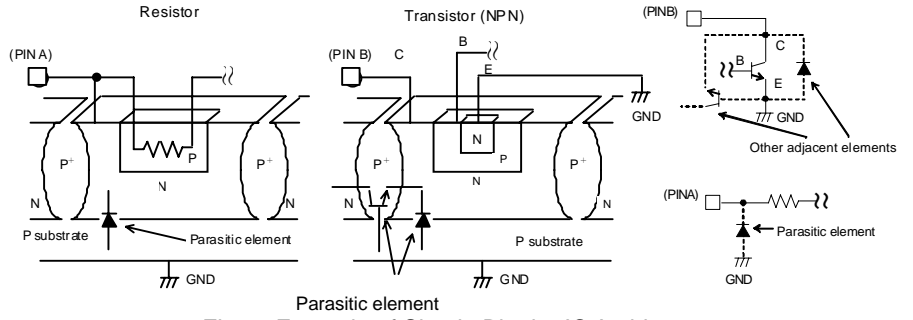 Resistor
Transistor (NPN)
(PINA)
(PIN B)
C
B
E
GND
P+
P
N
P+
N
N
P substrate
Parasitic element
GND
P+
N
P
N
P+
N
N
P substrate
GND
Parasitic element
(PINB)
C
B
E
GND
Other adjacent elements
(PINA)
Parasitic element
GND